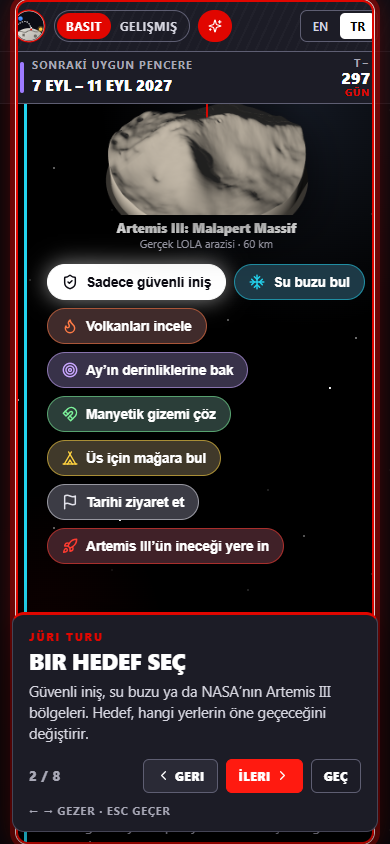 BASIT
GELIŞMIŞ
EN
TR
SONRAKİ UYGUN PENCERE
7 EYL – 11 EYL 2027
T−
297
GÜN
Artemis III: Malapert Massif
Gerçek LOLA arazisi · 60 km
Sadece güvenli iniş
Su buzu bul
Volkanları incele
Ay’ın derinliklerine bak
Manyetik gizemi çöz
Üs için mağara bul
Tarihi ziyaret et
Artemis III’ün ineceği yere in
JÜRİ TURU
BIR HEDEF SEÇ
Güvenli iniş, su buzu ya da NASA’nın Artemis III
bölgeleri. Hedef, hangi yerlerin öne geçeceğini
değiştirir.
2 / 8
‹ GERI
İLERI ›
GEÇ
← → GEZER · ESC GEÇER